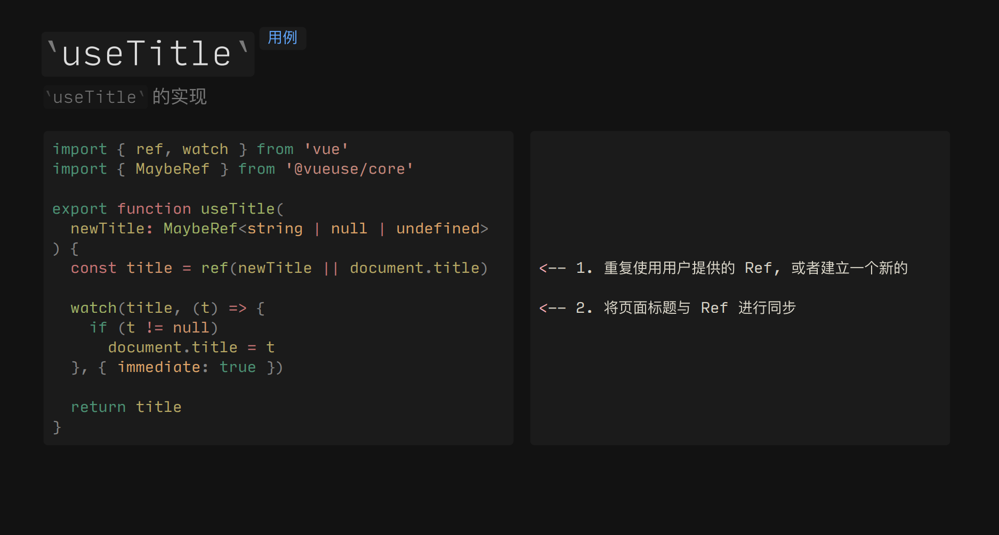 `useTitle` 用例
`useTitle` 的实现
import { ref, watch } from 'vue'
import { MaybeRef } from '@vueuse/core'
export function useTitle(
  newTitle: MaybeRef<string | null | undefined>
) {
  const title = ref(newTitle || document.title)
  watch(title, (t) => {
    if (t != null)
      document.title = t
  }, { immediate: true })
  return title
}
<-- 1. 重复使用用户提供的 Ref, 或者建立一个新的
<-- 2. 将页面标题与 Ref 进行同步